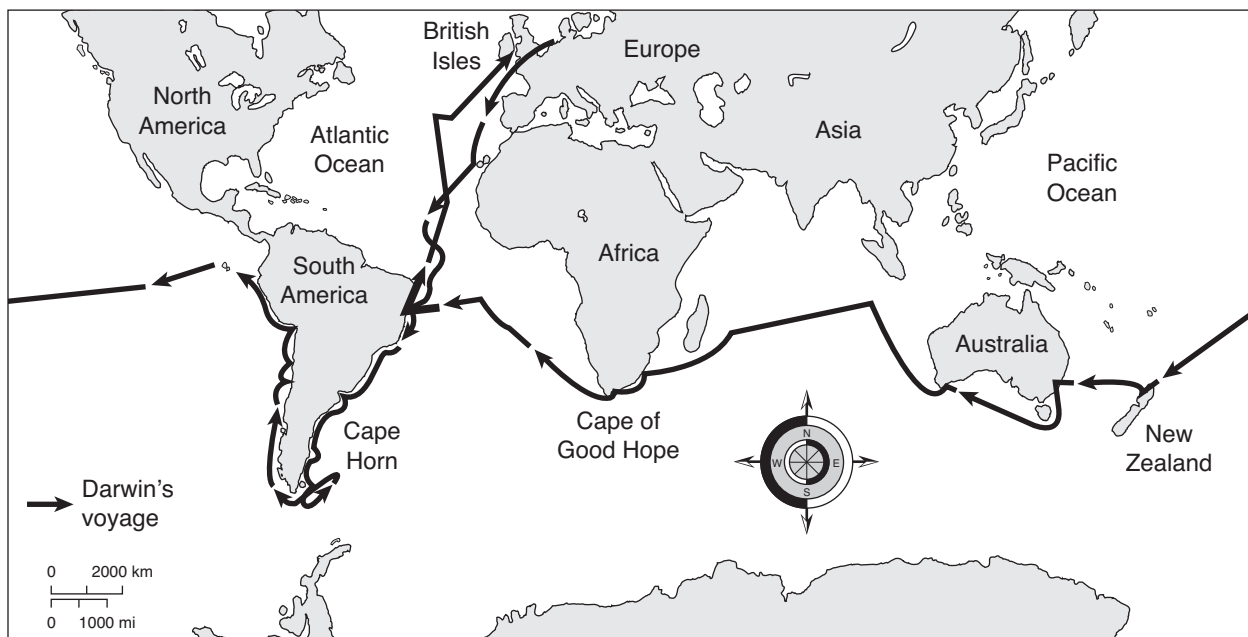 British
Isles
Europe
North
America
Atlantic
Ocean
Asia
Pacific
Ocean
Africa
South
America
Australia
Cape of
Good Hope
Cape
Horn
New
Zealand
N
W
E
S
Darwin's
voyage
0 2000 km
0 1000 mi